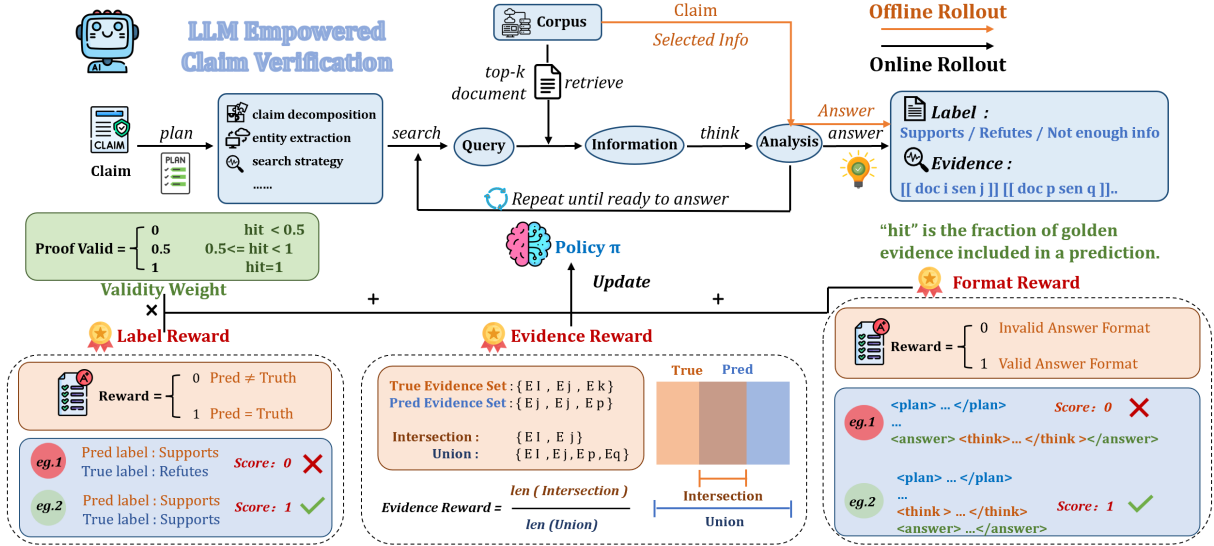 LLM Empowered
Claim Verification
AI
Corpus
Claim
Selected Info
Offline Rollout
Online Rollout
top-k
document
retrieve
CLAIM
Claim
plan
PLAN
claim decomposition
entity extraction
search strategy
......
search
Query
Information
think
Analysis
Answer
answer
Label :
Supports / Refutes / Not enough info
Evidence :
[[ doc i sen j ]] [[ doc p sen q ]]..
Repeat until ready to answer
Proof Valid =
0 hit < 0.5
0.5 0.5<= hit < 1
1 hit=1
Validity Weight
Policy π
Update
"hit" is the fraction of golden
evidence included in a prediction.
×
+
+
Label Reward
Evidence Reward
Format Reward
A+
Reward =
0 Pred ≠ Truth
1 Pred = Truth
eg.1
Pred label : Supports
True label : Refutes
Score: 0
eg.2
Pred label : Supports
True label : Supports
Score: 1
True Evidence Set : { E I , E j , E k }
Pred Evidence Set : { E j , E j , E p }
Intersection : { E I , E j }
Union : { E I , E j , E p , E q }
True Pred
Intersection
Union
Evidence Reward =
len ( Intersection )
len (Union)
A+
Reward =
0 Invalid Answer Format
1 Valid Answer Format
eg.1
<plan> ... </plan>
...
<answer> <think>... </think ></answer>
Score: 0
eg.2
<plan> ... </plan>
...
<think > ... </think>
<answer> ...</answer>
Score: 1